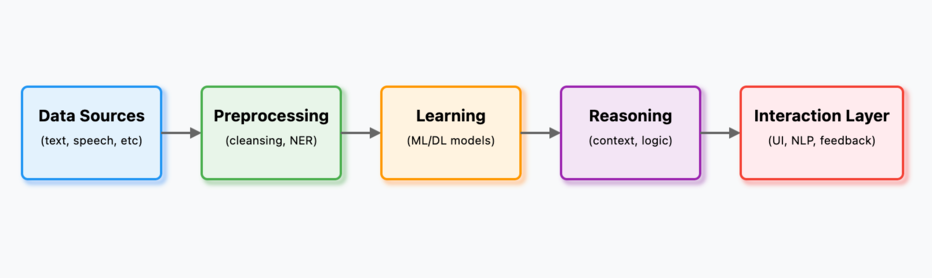 Data Sources
(text, speech, etc)
Preprocessing
(cleansing, NER)
Learning
(ML/DL models)
Reasoning
(context, logic)
Interaction Layer
(UI, NLP, feedback)